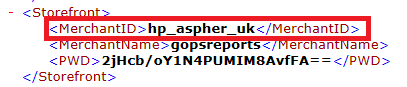 - <Storefront>
<MerchantID>hp_aspher_uk</MerchantID>
<MerchantName>gopsreports</MerchantName>
<PWD>2jHcb/oY1N4PUMIM8AvfFA==</PWD>
</Storefront>